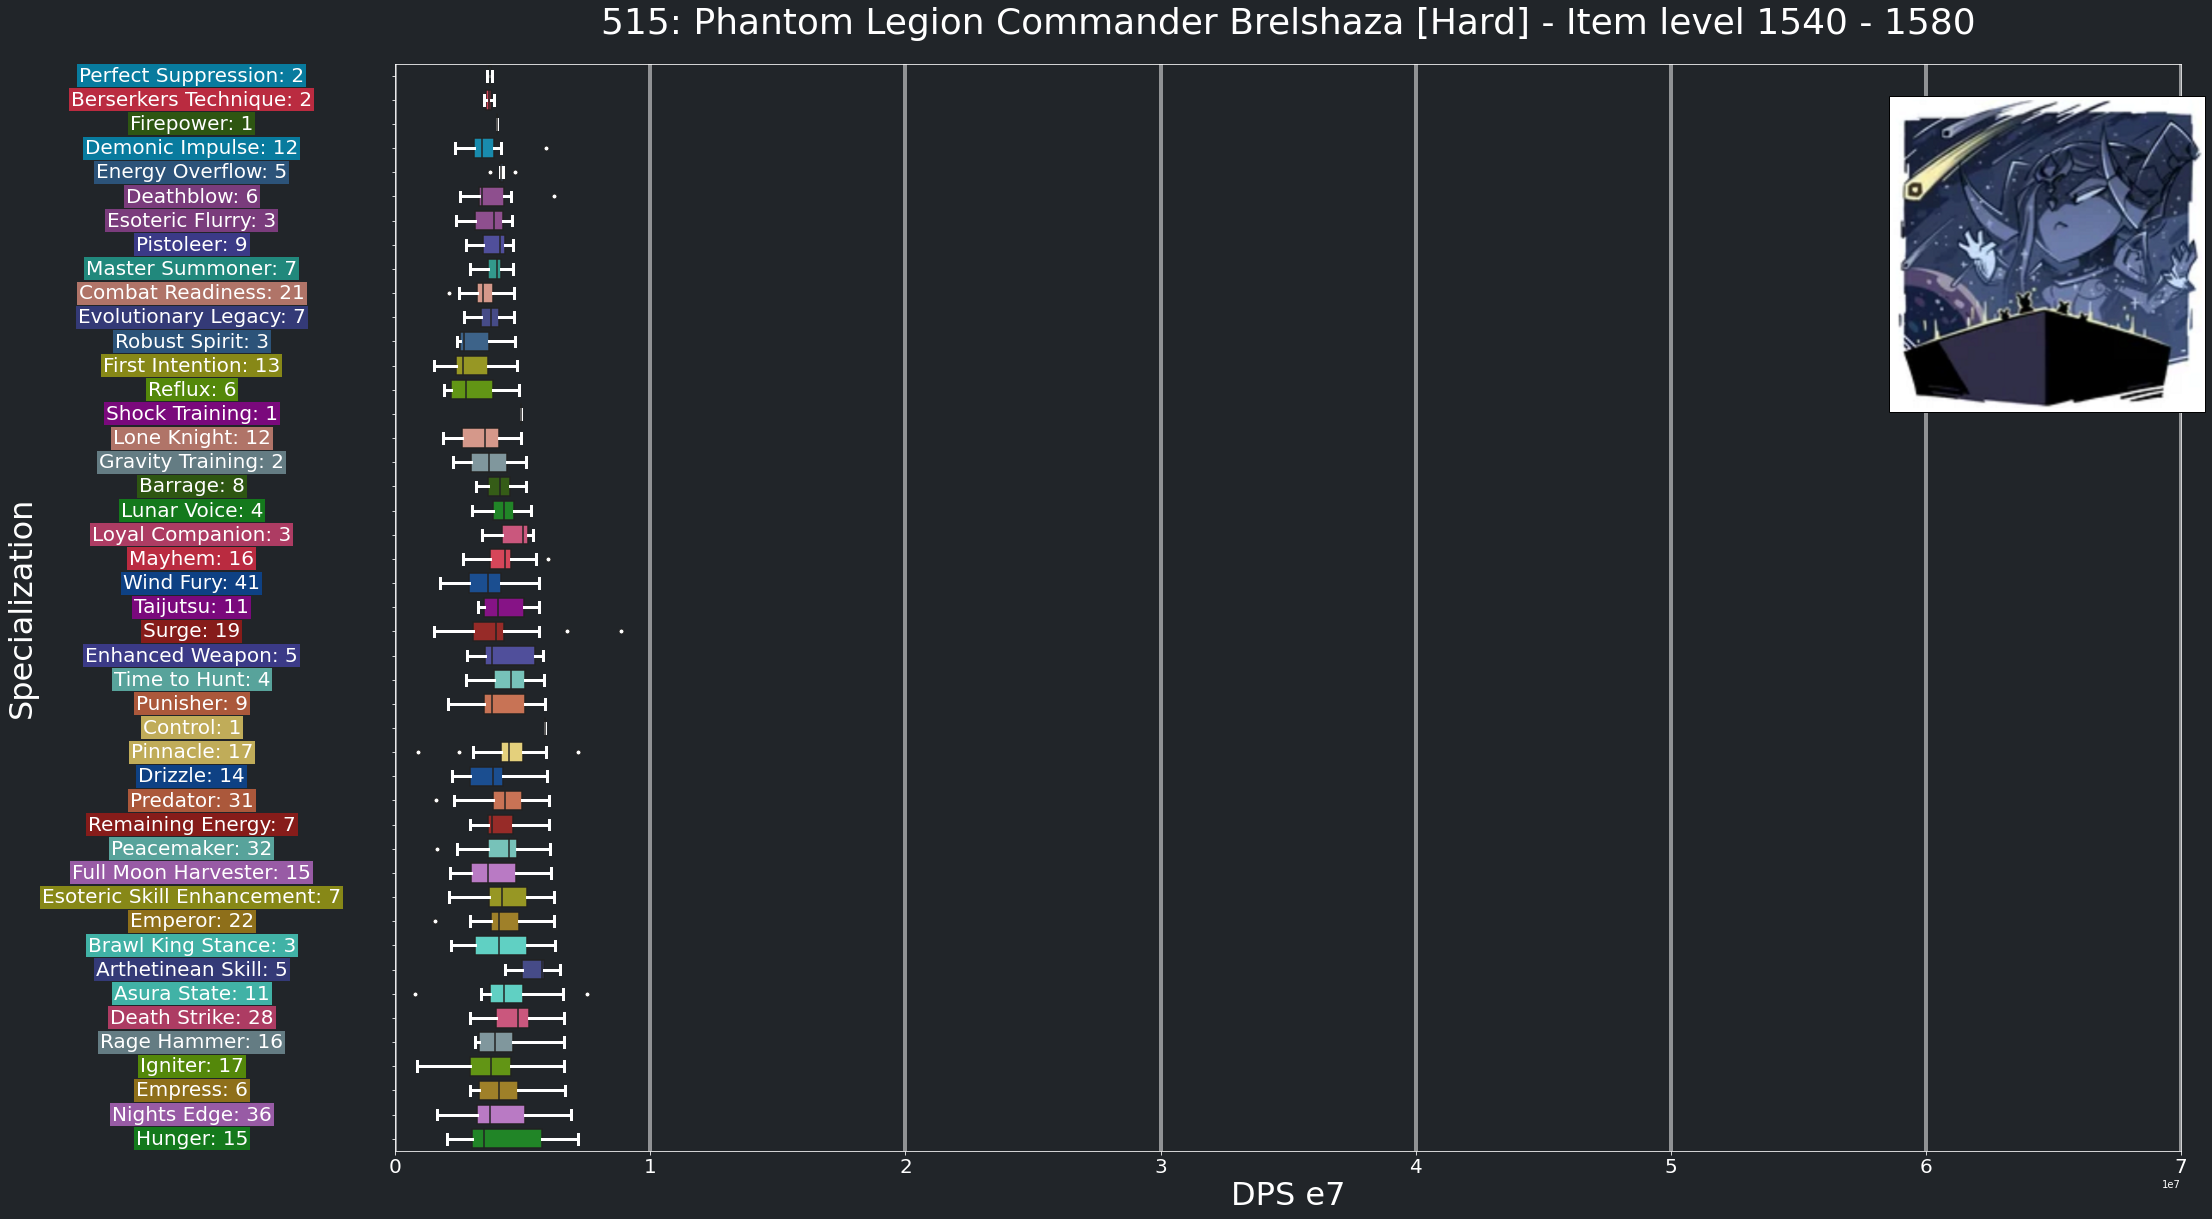 515: Phantom Legion Commander Brelshaza [Hard] - Item level 1540 - 1580
Perfect Suppression: 2
Berserkers Technique: 2
Firepower: 1
Demonic Impulse: 12
Energy Overflow: 5
Deathblow: 6
Esoteric Flurry: 3
Pistoleer: 9
Master Summoner: 7
Combat Readiness: 21
Evolutionary Legacy: 7
Robust Spirit: 3
First Intention: 13
Reflux: 6
Shock Training: 1
Lone Knight: 12
Gravity Training: 2
Barrage: 8
Lunar Voice: 4
Loyal Companion: 3
Mayhem: 16
Wind Fury: 41
Taijutsu: 11
Surge: 19
Enhanced Weapon: 5
Time to Hunt: 4
Punisher: 9
Control: 1
Pinnacle: 17
Drizzle: 14
Predator: 31
Remaining Energy: 7
Peacemaker: 32
Full Moon Harvester: 15
Esoteric Skill Enhancement: 7
Emperor: 22
Brawl King Stance: 3
Arthetinean Skill: 5
Asura State: 11
Death Strike: 28
Rage Hammer: 16
Igniter: 17
Empress: 6
Nights Edge: 36
Hunger: 15
Specialization
0 1 2 3 4 5 6 7
1e7
DPS e7